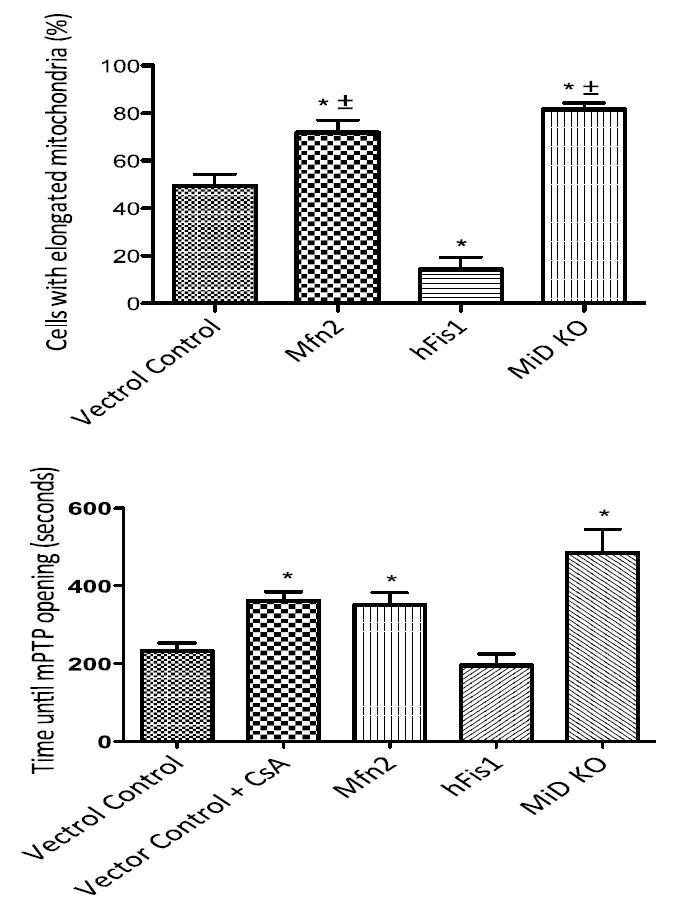 Cells with elongated mitochondria (%)
100
80
60
40
20
0
* ±
*
* ±
Vectrol Control
Mfn2
hFis1
MiD KO
Time until mPTP opening (seconds)
600
400
200
0
*
*
*
Vectrol Control
Vector Control + CsA
Mfn2
hFis1
MiD KO